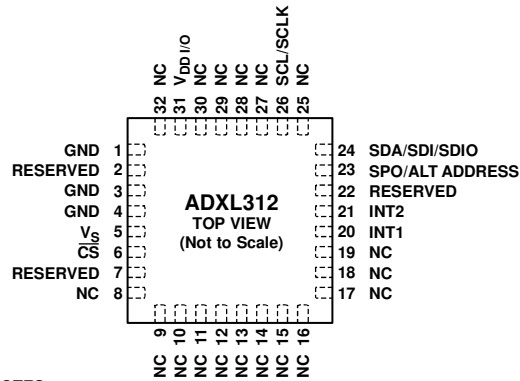 32 NC
31 VDD I/O
30 NC
29 NC
28 NC
27 NC
26 SCL/SCLK
25 NC
GND 1
RESERVED 2
GND 3
GND 4
VS 5
CS 6
RESERVED 7
NC 8
ADXL312
TOP VIEW
(Not to Scale)
24 SDA/SDI/SDIO
23 SPO/ALT ADDRESS
22 RESERVED
21 INT2
20 INT1
19 NC
18 NC
17 NC
NC 9
NC 10
NC 11
NC 12
NC 13
NC 14
NC 15
NC 16